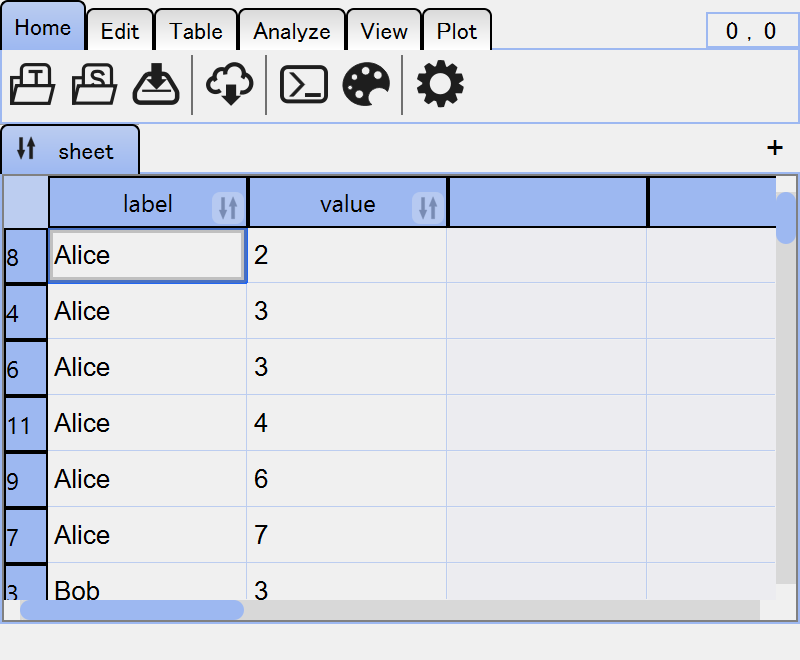 Home Edit Table Analyze View Plot 0 , 0
T S
sheet +
label value
8 Alice 2
4 Alice 3
6 Alice 3
11 Alice 4
9 Alice 6
7 Alice 7
3 Bob 3